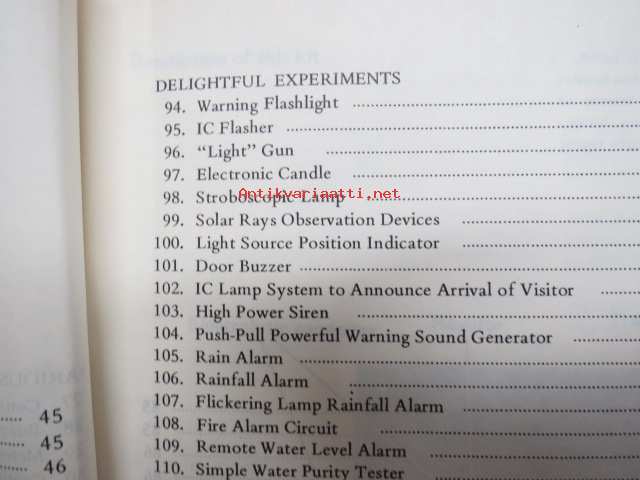 DELIGHTFUL EXPERIMENTS
94. Warning Flashlight
95. IC Flasher
96. “Light” Gun
97. Electronic Candle
98. Stroboscopic Lamp
Antikvariaatti.net
99. Solar Rays Observation Devices
100. Light Source Position Indicator
101. Door Buzzer
102. IC Lamp System to Announce Arrival of Visitor
103. High Power Siren
104. Push-Pull Powerful Warning Sound Generator
105. Rain Alarm
106. Rainfall Alarm
107. Flickering Lamp Rainfall Alarm
108. Fire Alarm Circuit
109. Remote Water Level Alarm
110. Simple Water Purity Tester
45
45
46